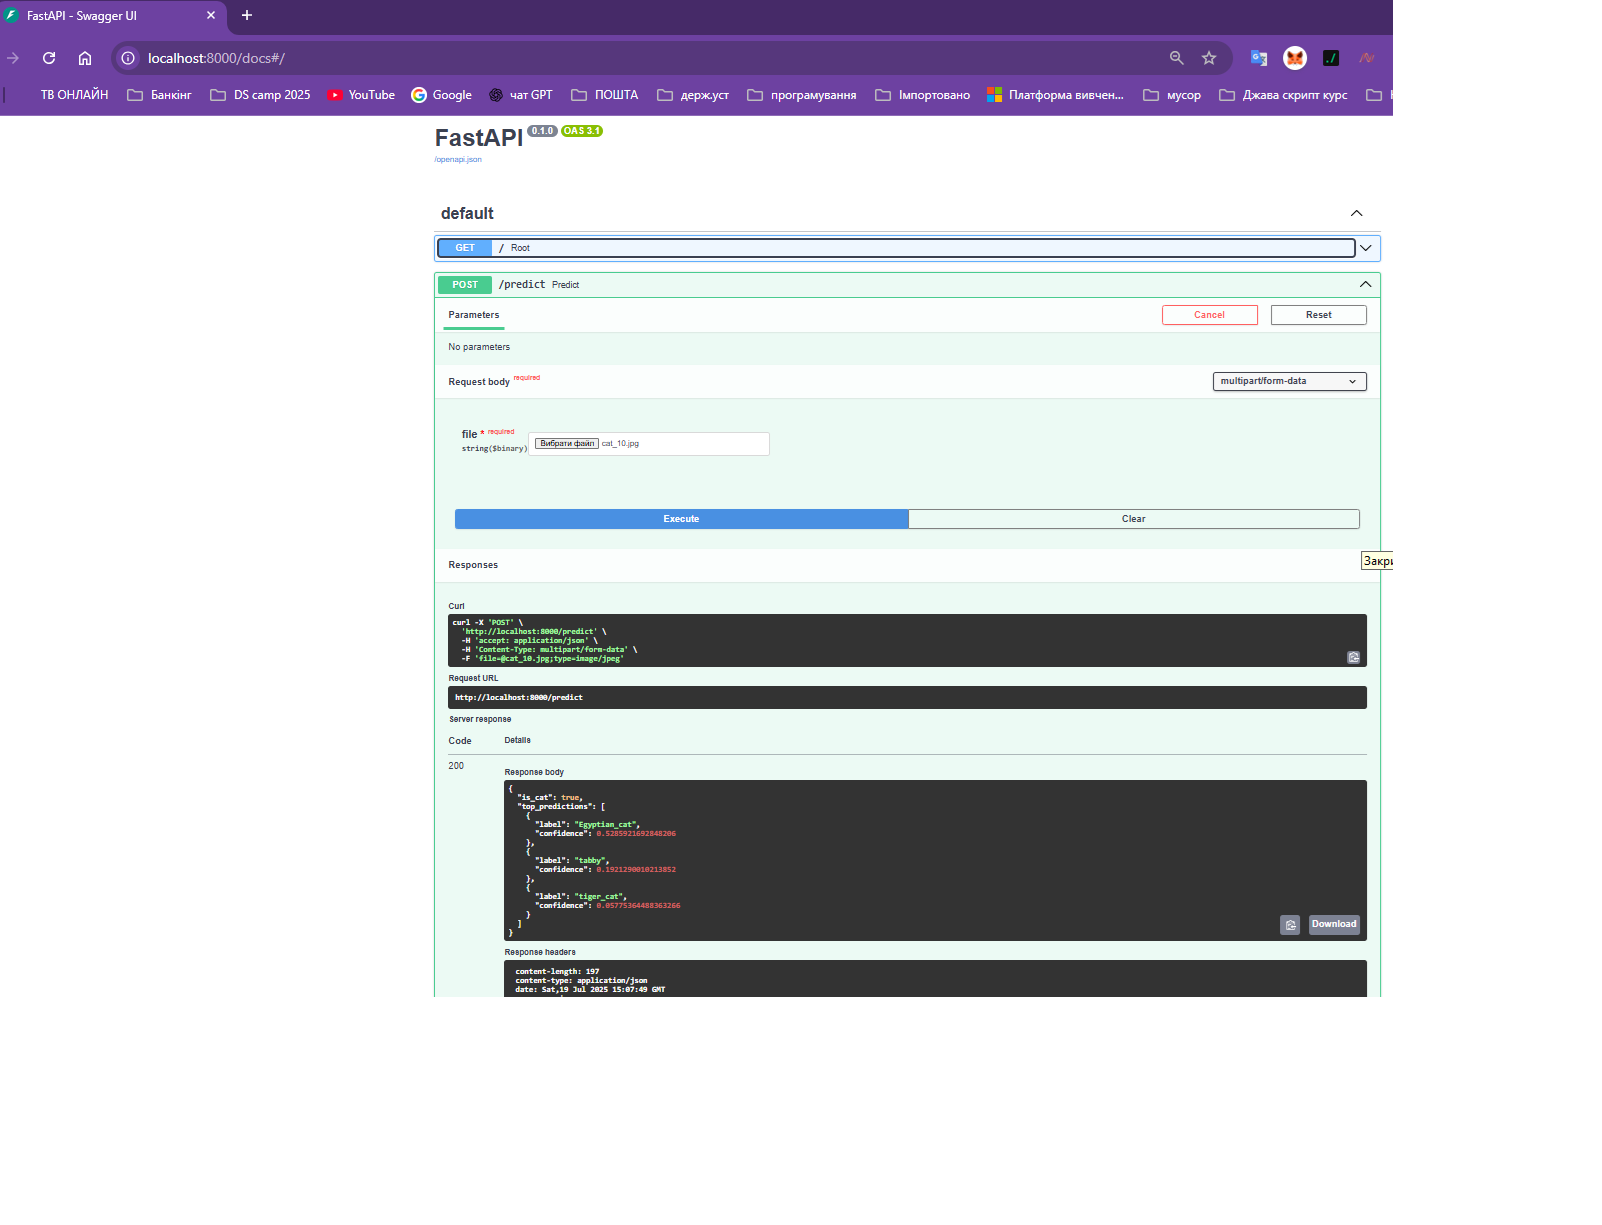 FastAPI - Swagger UI
localhost:8000/docs#/
ТВ ОНЛАЙН Банкінг DS camp 2025 YouTube Google чат GPT ПОШТА держ.уст програмування Імпортовано Платформа вивчен... мусор Джава скрипт курс
FastAPI 0.1.0 OAS 3.1
/openapi.json
default
GET / Root
POST /predict Predict
Parameters Cancel Reset
No parameters
Request body required multipart/form-data
file * required
string($binary) Вибрати файл cat_10.jpg
Execute Clear
Закри
Responses
Curl
curl -X 'POST' \
'http://localhost:8000/predict' \
-H 'accept: application/json' \
-H 'Content-Type: multipart/form-data' \
-F 'file=@cat_10.jpg;type=image/jpeg'
Request URL
http://localhost:8000/predict
Server response
Code Details
200
Response body
{
"is_cat": true,
"top_predictions": [
{
"label": "Egyptian_cat",
"confidence": 0.5285921692848206
},
{
"label": "tabby",
"confidence": 0.1921290010213852
},
{
"label": "tiger_cat",
"confidence": 0.05775364488363266
}
]
}
Download
Response headers
content-length: 197
content-type: application/json
date: Sat,19 Jul 2025 15:07:49 GMT